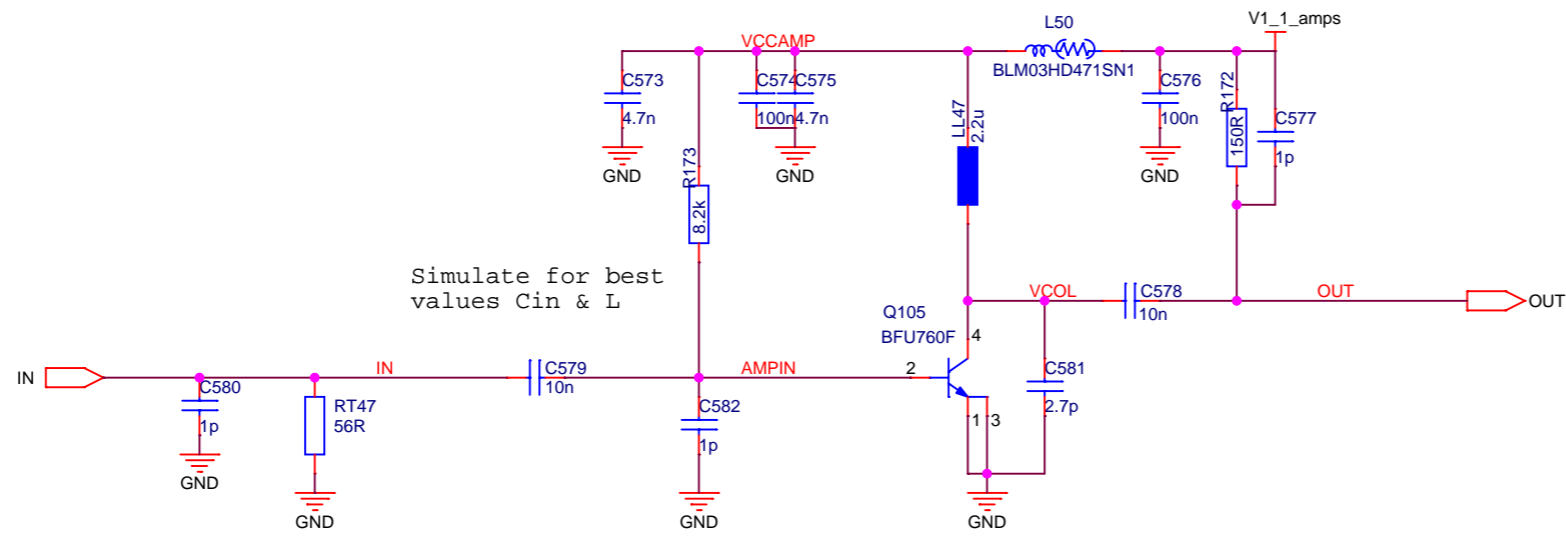 V1_1_amps
L50
VCCAMP
BLM03HD471SN1
C573
4.7n
GND
C574
100n
C575
4.7n
GND
C576
100n
GND
R172
150R
C577
1p
LL47
2.2u
R173
8.2k
Simulate for best
values Cin & L
VCOL
C578
10n
OUT
OUT
Q105
BFU760F
4
2
1
3
C581
2.7p
GND
IN
IN
C579
10n
AMPIN
C580
1p
GND
RT47
56R
GND
C582
1p
GND